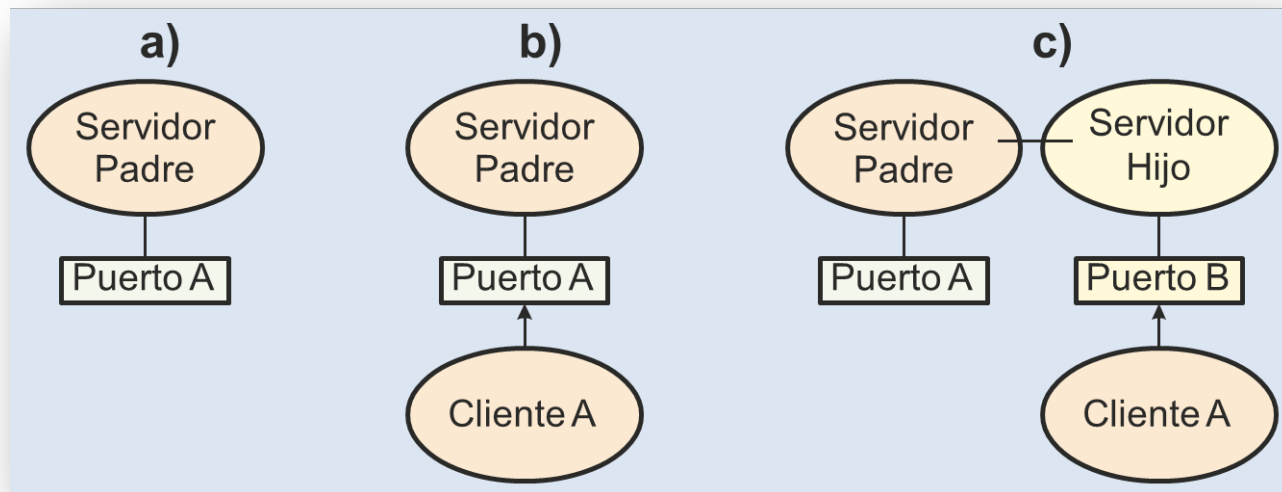 a)
Servidor
Padre
Puerto A
b)
Servidor
Padre
Puerto A
Cliente A
c)
Servidor
Padre
Puerto A
Servidor
Hijo
Puerto B
Cliente A